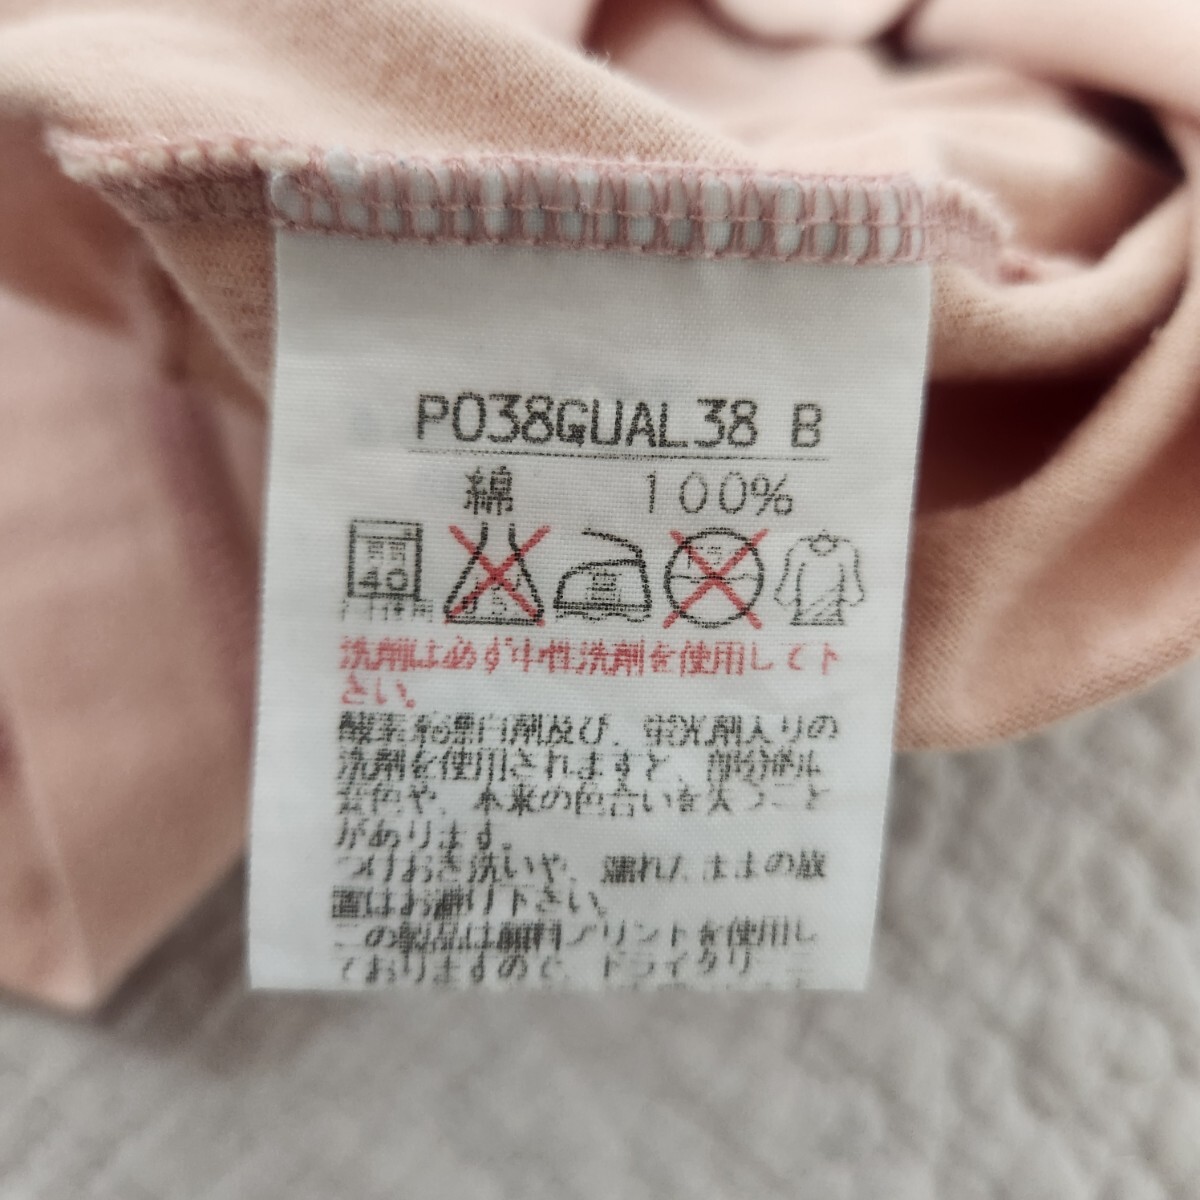 P038GUAL38 B
綿 100%
40
洗剤は必ず中性洗剤を使用して下
さい。
酸素系漂白剤及び、蛍光剤入りの
洗剤を使用されますと、部分的に
変色や、本来の色合いを失うこと
があります。
つけおき洗いや、濡れたままの放
置はお避け下さい。
この製品は顔料プリントを使用し
ておりますので、ドライクリーニ